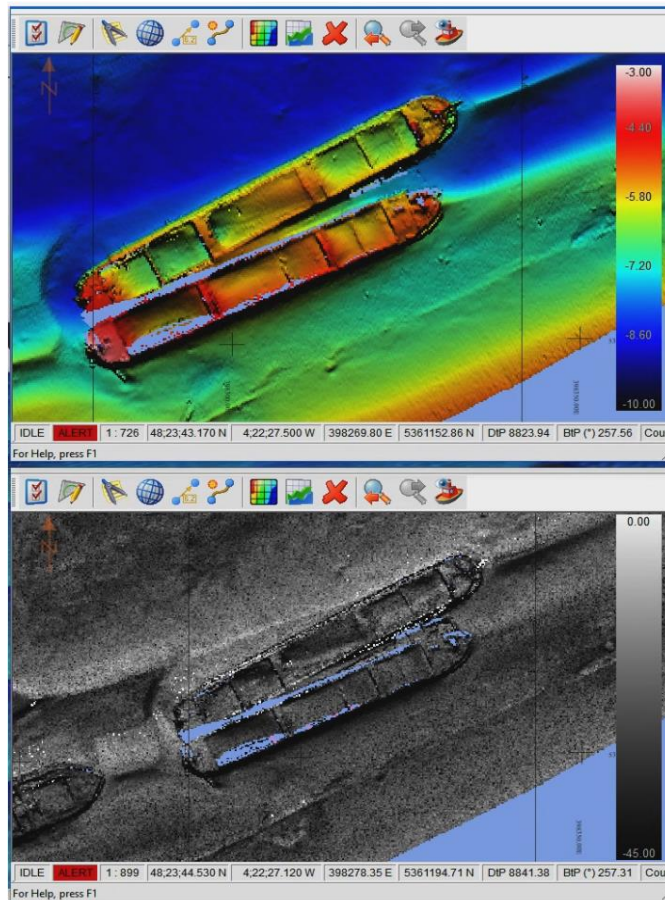 N
-3.00
-4.40
-5.80
-7.20
-8.60
-10.00
IDLE ALERT 1 : 726 48;23;43.170 N 4;22;27.500 W 398269.80 E 5361152.86 N DtP 8823.94 BtP (°) 257.56 Cou
For Help, press F1
N
0.00
-45.00
IDLE ALERT 1 : 899 48;23;44.530 N 4;22;27.120 W 398278.35 E 5361194.71 N DtP 8841.38 BtP (°) 257.31 Cou
For Help, press F1